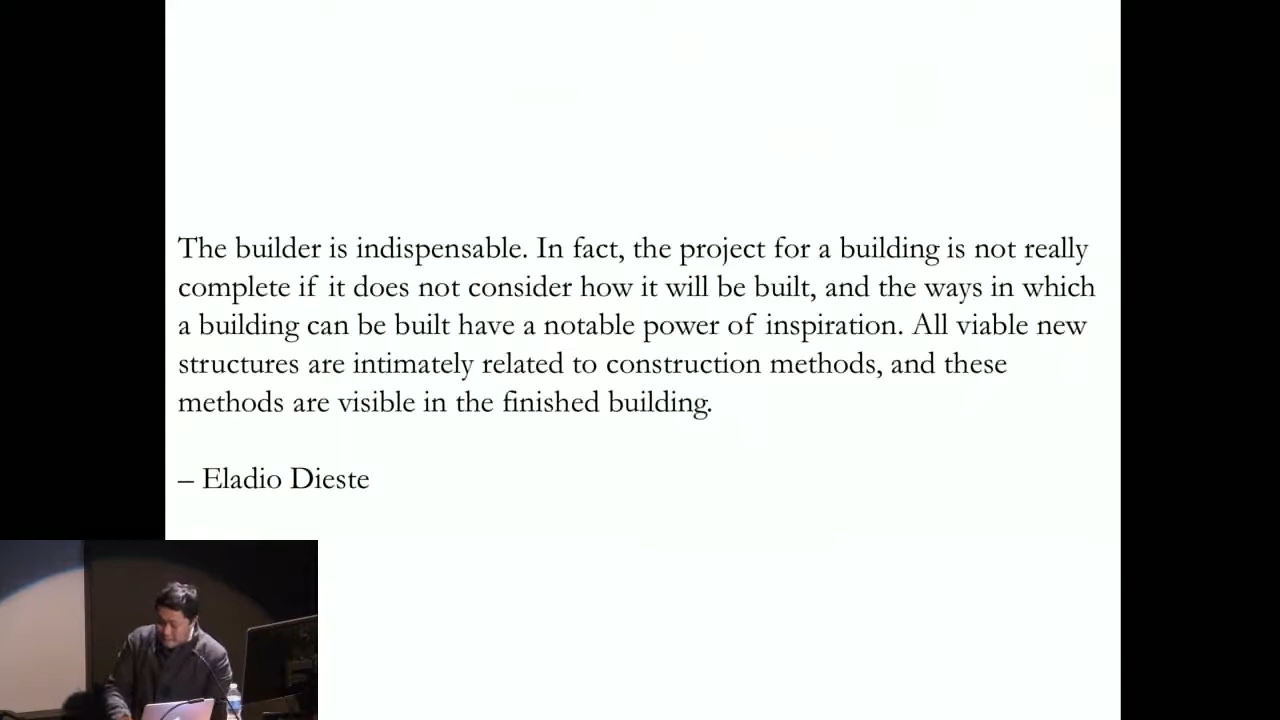 The builder is indispensable. In fact, the project for a building is not really
complete if it does not consider how it will be built, and the ways in which
a building can be built have a notable power of inspiration. All viable new
structures are intimately related to construction methods, and these
methods are visible in the finished building.
– Eladio Dieste